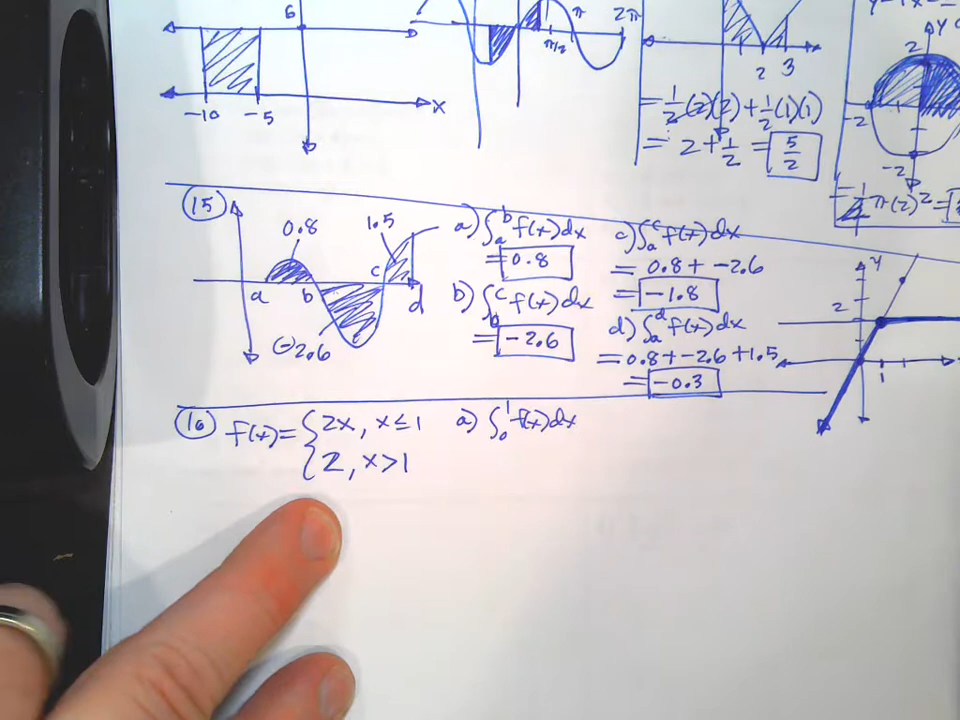 6
-10 -5 x
π/2 π 2π
2 3
= 1/2(2)(2) + 1/2(1)(1)
= 2 + 1/2 = 5/2
y
2
-2
-2
1/2 π(2)² =
(15)
0.8 1.5
a b c d
(-)2.6
a) ∫_a^b f(x)dx
= 0.8
b) ∫_b^c f(x)dx
= -2.6
c) ∫_a^c f(x)dx
= 0.8 + -2.6
= -1.8
d) ∫_a^d f(x)dx
= 0.8 + -2.6 + 1.5
= -0.3
y
2
1
(16) f(x) = { 2x, x ≤ 1
2, x > 1
a) ∫_0^1 f(x)dx